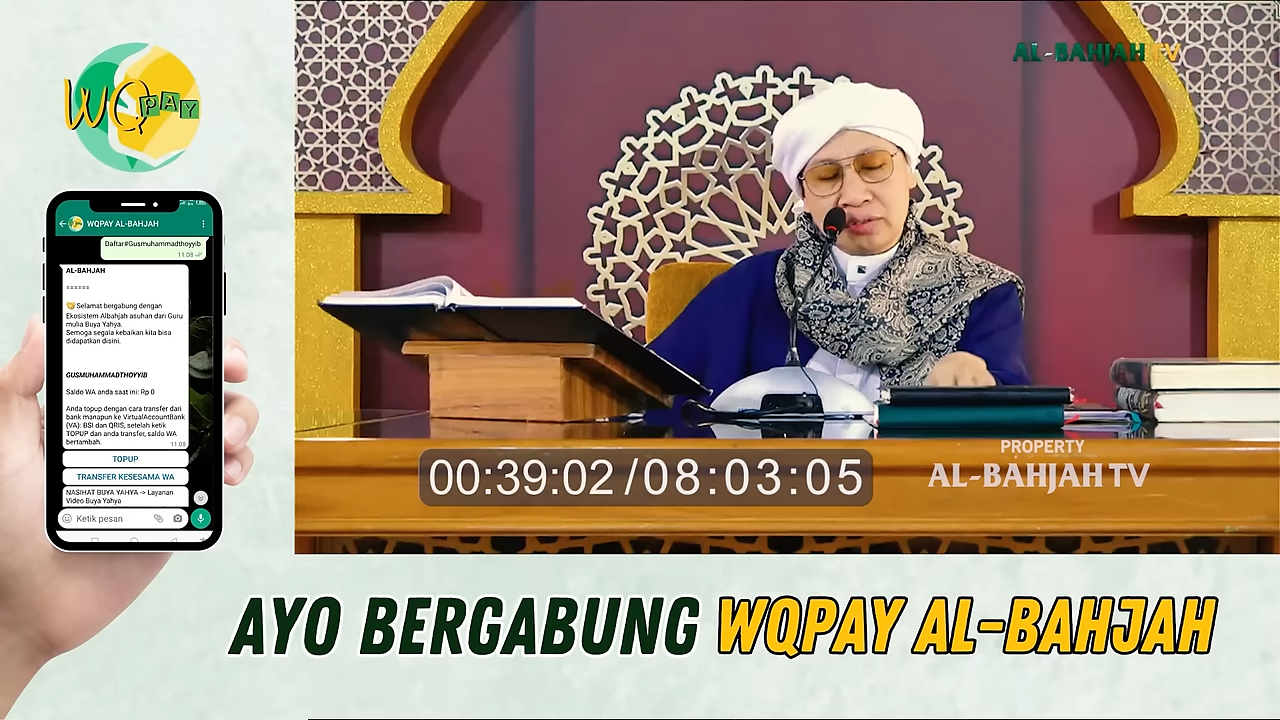 WQPAY
AL-BAHJAH TV
WQPAY AL-BAHJAH
Daftar#Gusmuhammadthoyyib
11.08
AL-BAHJAH
======
Selamat bergabung dengan
Ekosistem Albahjah asuhan dari Guru
mulia Buya Yahya.
Semoga segala kebaikan kita bisa
didapatkan disini.
GUSMUHAMMADTHOYYIB
Saldo WA anda saat ini: Rp 0
Anda topup dengan cara transfer dari
bank manapun ke VirtualAccountBank
(VA): BSI dan QRIS, setelah ketik
TOPUP dan anda transfer, saldo WA
bertambah.
11.08
TOPUP
TRANSFER KESESAMA WA
NASIHAT BUYA YAHYA -> Layanan
Video Buya Yahya
Ketik pesan
00:39:02 / 08:03:05
PROPERTY
AL-BAHJAH TV
AYO BERGABUNG WQPAY AL-BAHJAH